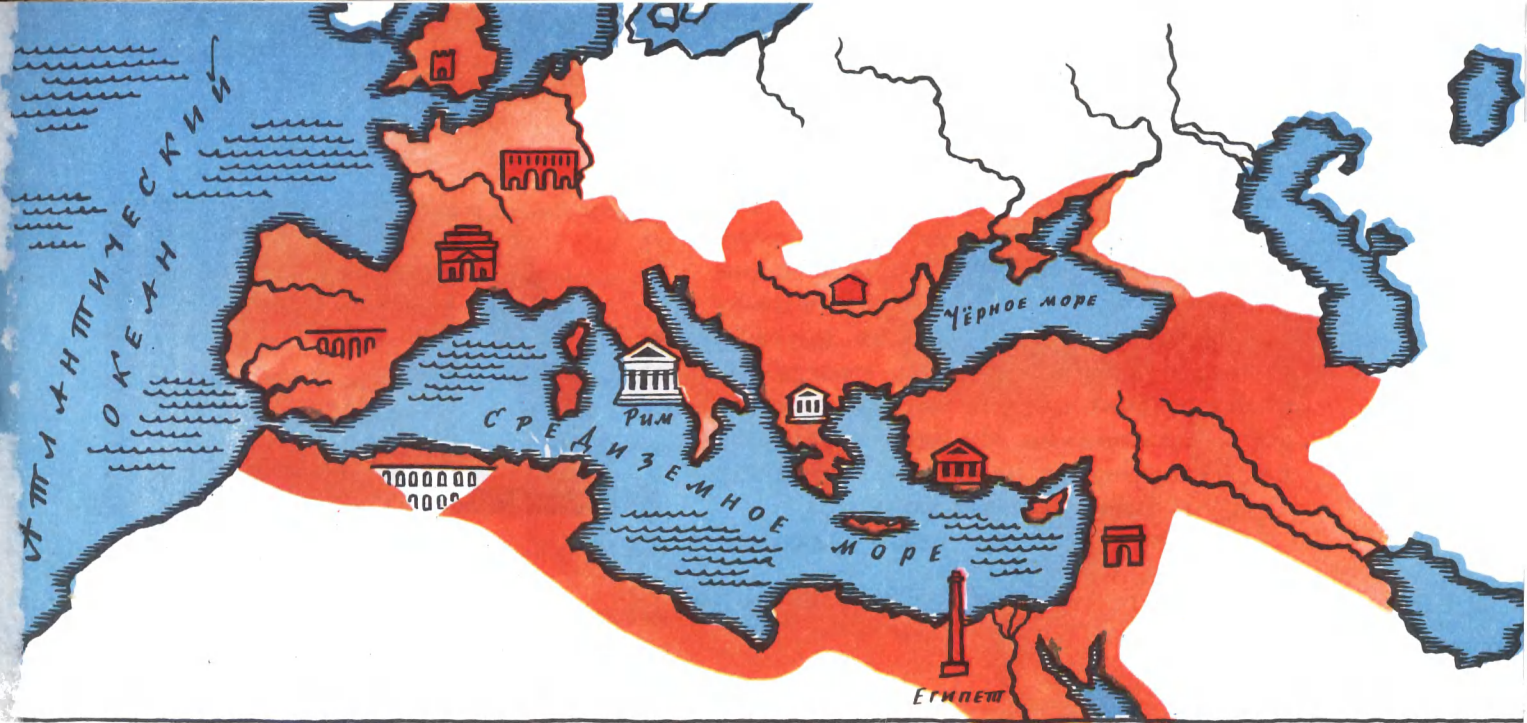 Атлантический
океан
Чёрное море
Рим
Средиземное
море
Египет